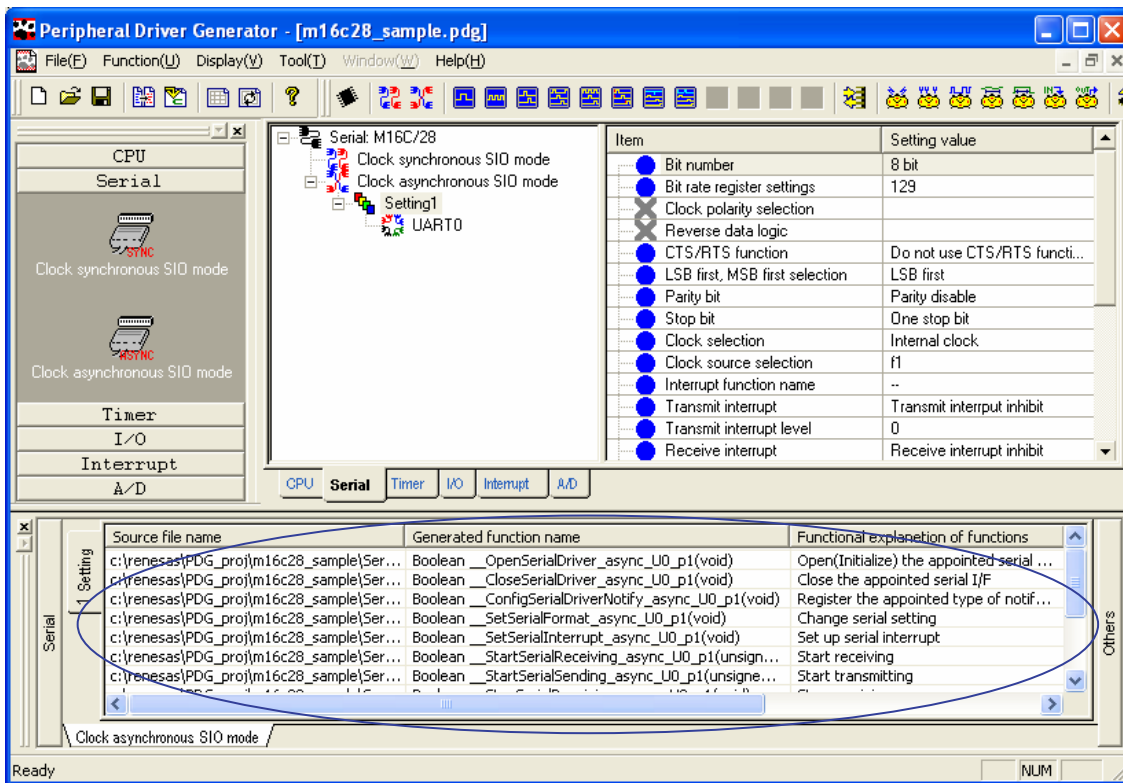 Peripheral Driver Generator - [m16c28_sample.pdg]
File(F) Function(U) Display(V) Tool(T) Window(W) Help(H)
CPU
Serial
SYNC
Clock synchronous SIO mode
ASYNC
Clock asynchronous SIO mode
Timer
I/O
Interrupt
A/D
Serial: M16C/28
Clock synchronous SIO mode
Clock asynchronous SIO mode
Setting1
UART0
Item Setting value
Bit number 8 bit
Bit rate register settings 129
Clock polarity selection
Reverse data logic
CTS/RTS function Do not use CTS/RTS functi...
LSB first, MSB first selection LSB first
Parity bit Parity disable
Stop bit One stop bit
Clock selection Internal clock
Clock source selection f1
Interrupt function name --
Transmit interrupt Transmit interrput inhibit
Transmit interrupt level 0
Receive interrupt Receive interrupt inhibit
CPU Serial Timer I/O Interrupt A/D
Serial
1 Setting
Others
Source file name Generated function name Functional explanetion of functions
c:\renesas\PDG_proj\m16c28_sample\Ser... Boolean __OpenSerialDriver_async_U0_p1(void) Open(Initialize) the appointed serial ...
c:\renesas\PDG_proj\m16c28_sample\Ser... Boolean __CloseSerialDriver_async_U0_p1(void) Close the appointed serial I/F
c:\renesas\PDG_proj\m16c28_sample\Ser... Boolean __ConfigSerialDriverNotify_async_U0_p1(void) Register the appointed type of notif...
c:\renesas\PDG_proj\m16c28_sample\Ser... Boolean __SetSerialFormat_async_U0_p1(void) Change serial setting
c:\renesas\PDG_proj\m16c28_sample\Ser... Boolean __SetSerialInterrupt_async_U0_p1(void) Set up serial interrupt
c:\renesas\PDG_proj\m16c28_sample\Ser... Boolean __StartSerialReceiving_async_U0_p1(unsign... Start receiving
c:\renesas\PDG_proj\m16c28_sample\Ser... Boolean __StartSerialSending_async_U0_p1(unsigne... Start transmitting
Clock asynchronous SIO mode
Ready NUM